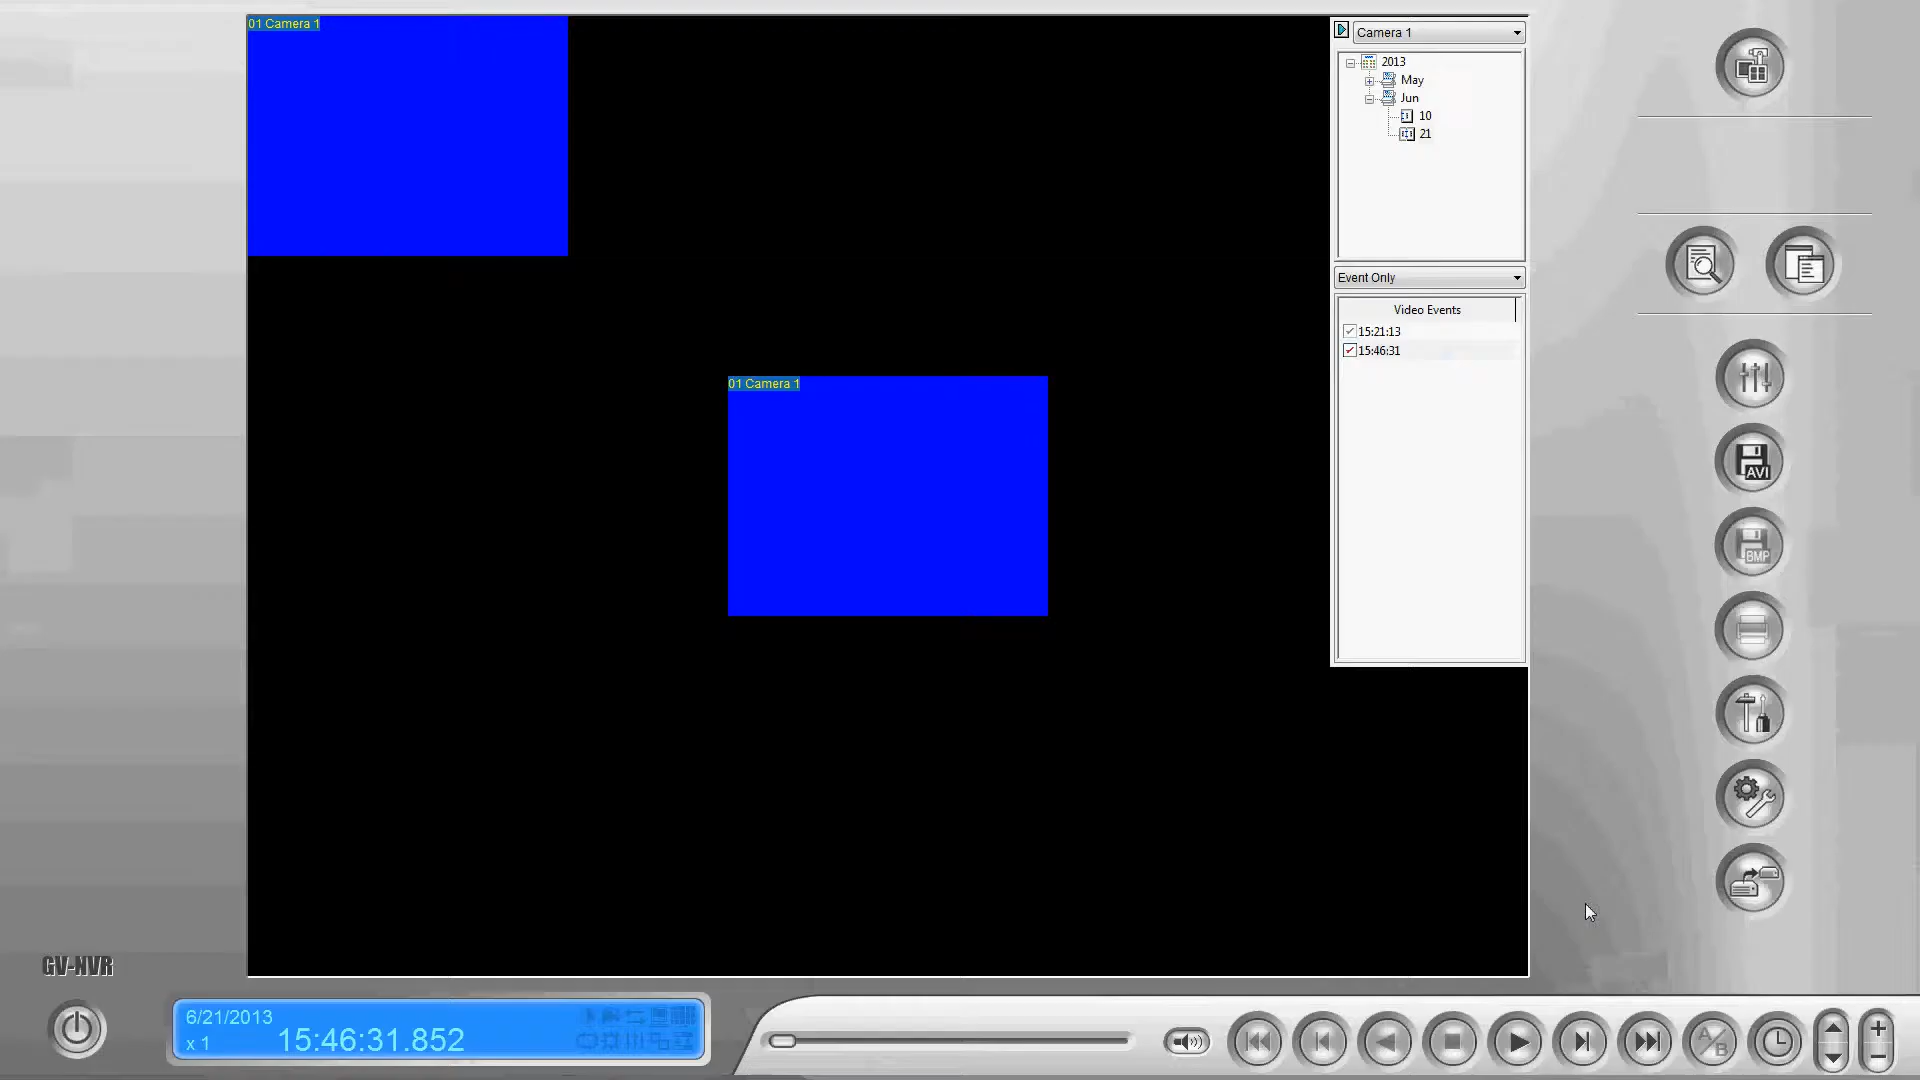 01 Camera 1
Camera 1
2013
May
Jun
10
21
Event Only
Video Events
15:21:13
15:46:31
01 Camera 1
AVI
BMP
GV-NVR
6/21/2013
x 1 15:46:31.852
A/B